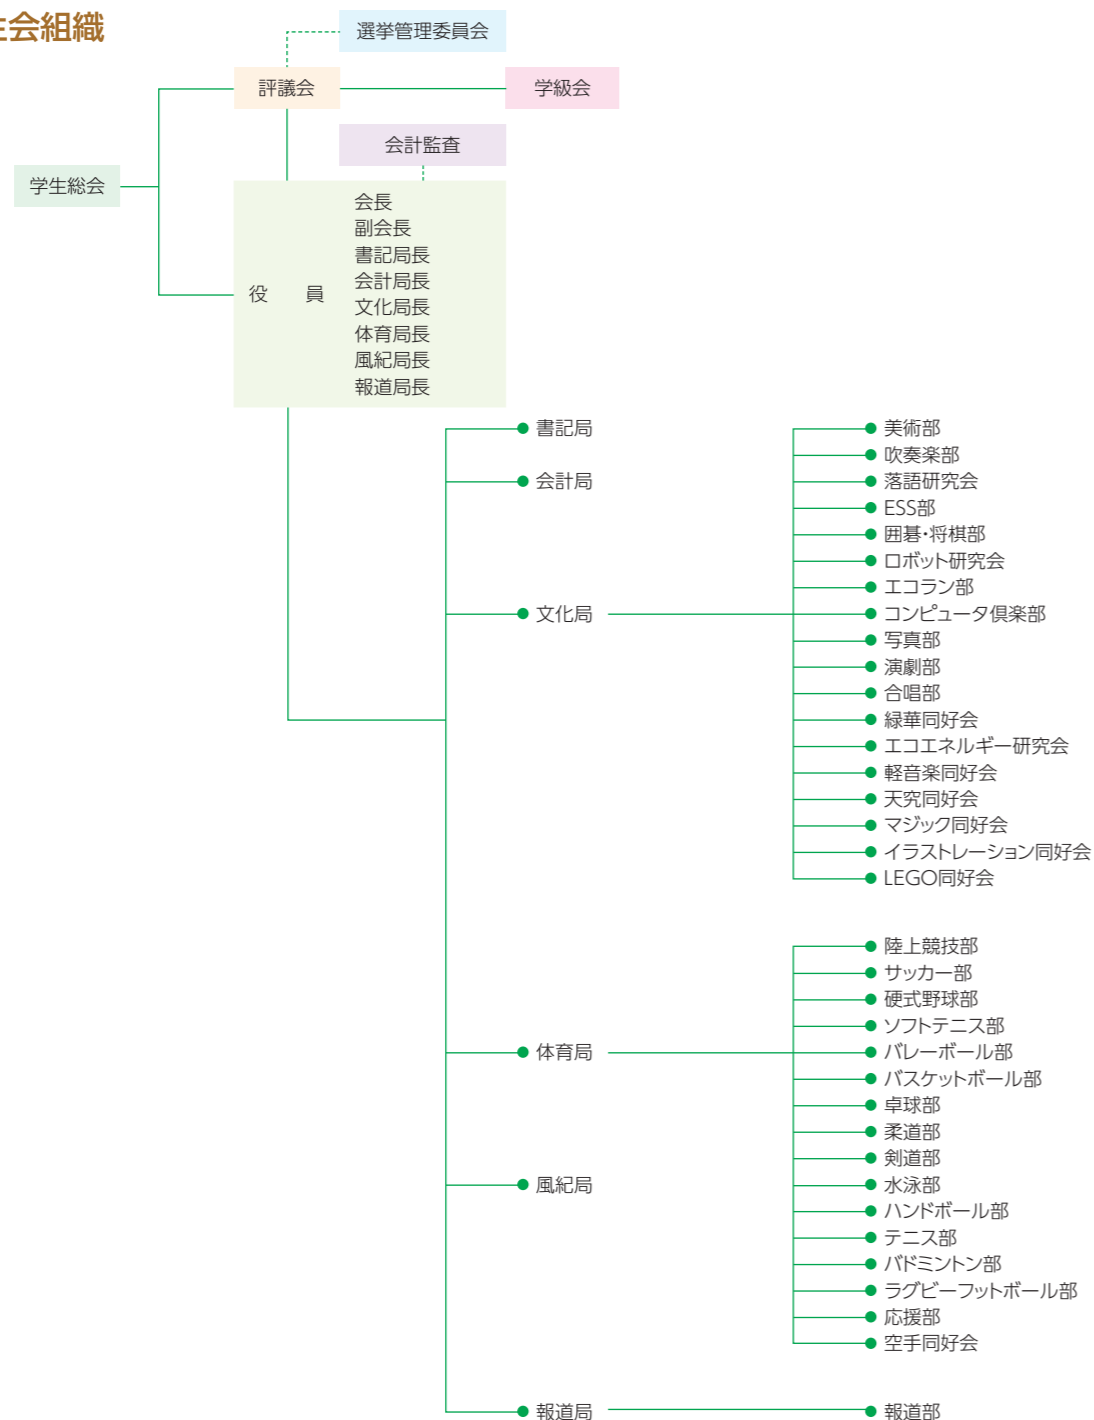 生会組織
選挙管理委員会
評議会
学級会
会計監査
学生総会
役 員
会長
副会長
書記局長
会計局長
文化局長
体育局長
風紀局長
報道局長
書記局
会計局
文化局
美術部
吹奏楽部
落語研究会
ESS部
囲碁・将棋部
ロボット研究会
エコラン部
コンピュータ倶楽部
写真部
演劇部
合唱部
緑華同好会
エコエネルギー研究会
軽音楽同好会
天究同好会
マジック同好会
イラストレーション同好会
LEGO同好会
体育局
陸上競技部
サッカー部
硬式野球部
ソフトテニス部
バレーボール部
バスケットボール部
卓球部
柔道部
剣道部
水泳部
ハンドボール部
テニス部
バドミントン部
ラグビーフットボール部
応援部
空手同好会
風紀局
報道局
報道部